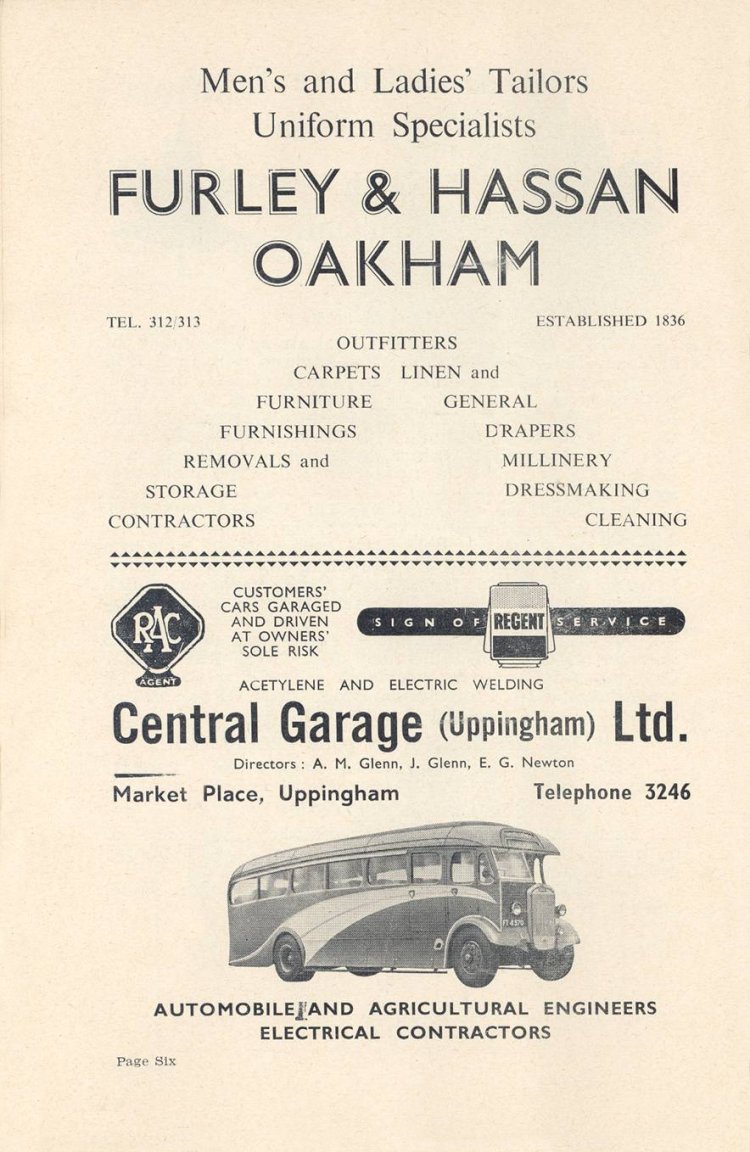 Men's and Ladies' Tailors
Uniform Specialists
FURLEY & HASSAN
OAKHAM
TEL. 312/313
ESTABLISHED 1836
OUTFITTERS
CARPETS LINEN and
FURNITURE GENERAL
FURNISHINGS DRAPERS
REMOVALS and MILLINERY
STORAGE DRESSMAKING
CONTRACTORS CLEANING
RAC
AGENT
CUSTOMERS'
CARS GARAGED
AND DRIVEN
AT OWNERS'
SOLE RISK
SIGN OF REGENT SERVICE
ACETYLENE AND ELECTRIC WELDING
Central Garage (Uppingham) Ltd.
Directors : A. M. Glenn, J. Glenn, E. G. Newton
Market Place, Uppingham Telephone 3246
AUTOMOBILE AND AGRICULTURAL ENGINEERS
ELECTRICAL CONTRACTORS
Page Six